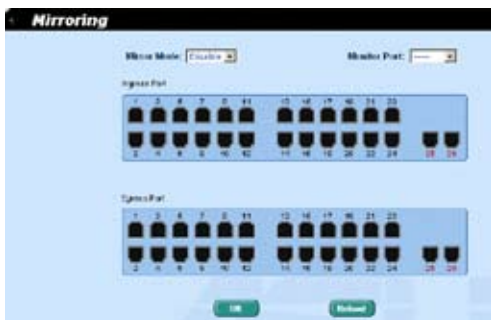 Mirroring
Mirror Mode: Disable Monitor Port: ----
Ingress Port
1 3 5 7 9 11 13 15 17 19 21 23
2 4 6 8 10 12 14 16 18 20 22 24 25 26
Egress Port
1 3 5 7 9 11 13 15 17 19 21 23
2 4 6 8 10 12 14 16 18 20 22 24 25 26
OK Reload